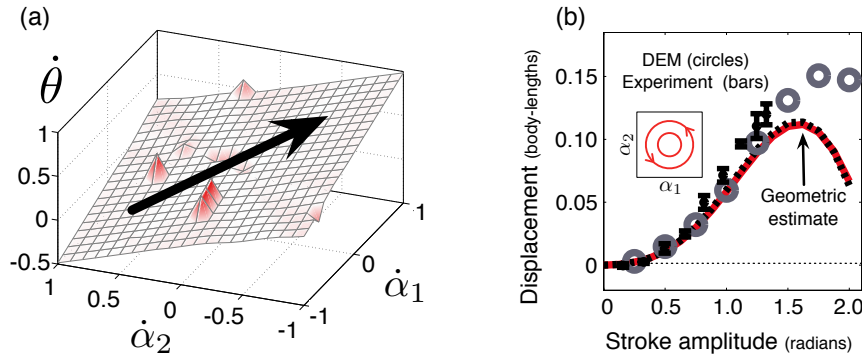 (a)
θ̇
1
0.5
0
-0.5
1
0.5
0
-0.5
-1
α̇₂
-1
0
1
α̇₁
(b)
Displacement (body-lengths)
0.15
0.10
0.05
0
DEM (circles)
Experiment (bars)
α₂
α₁
Geometric
estimate
0 0.5 1.0 1.5 2.0
Stroke amplitude (radians)